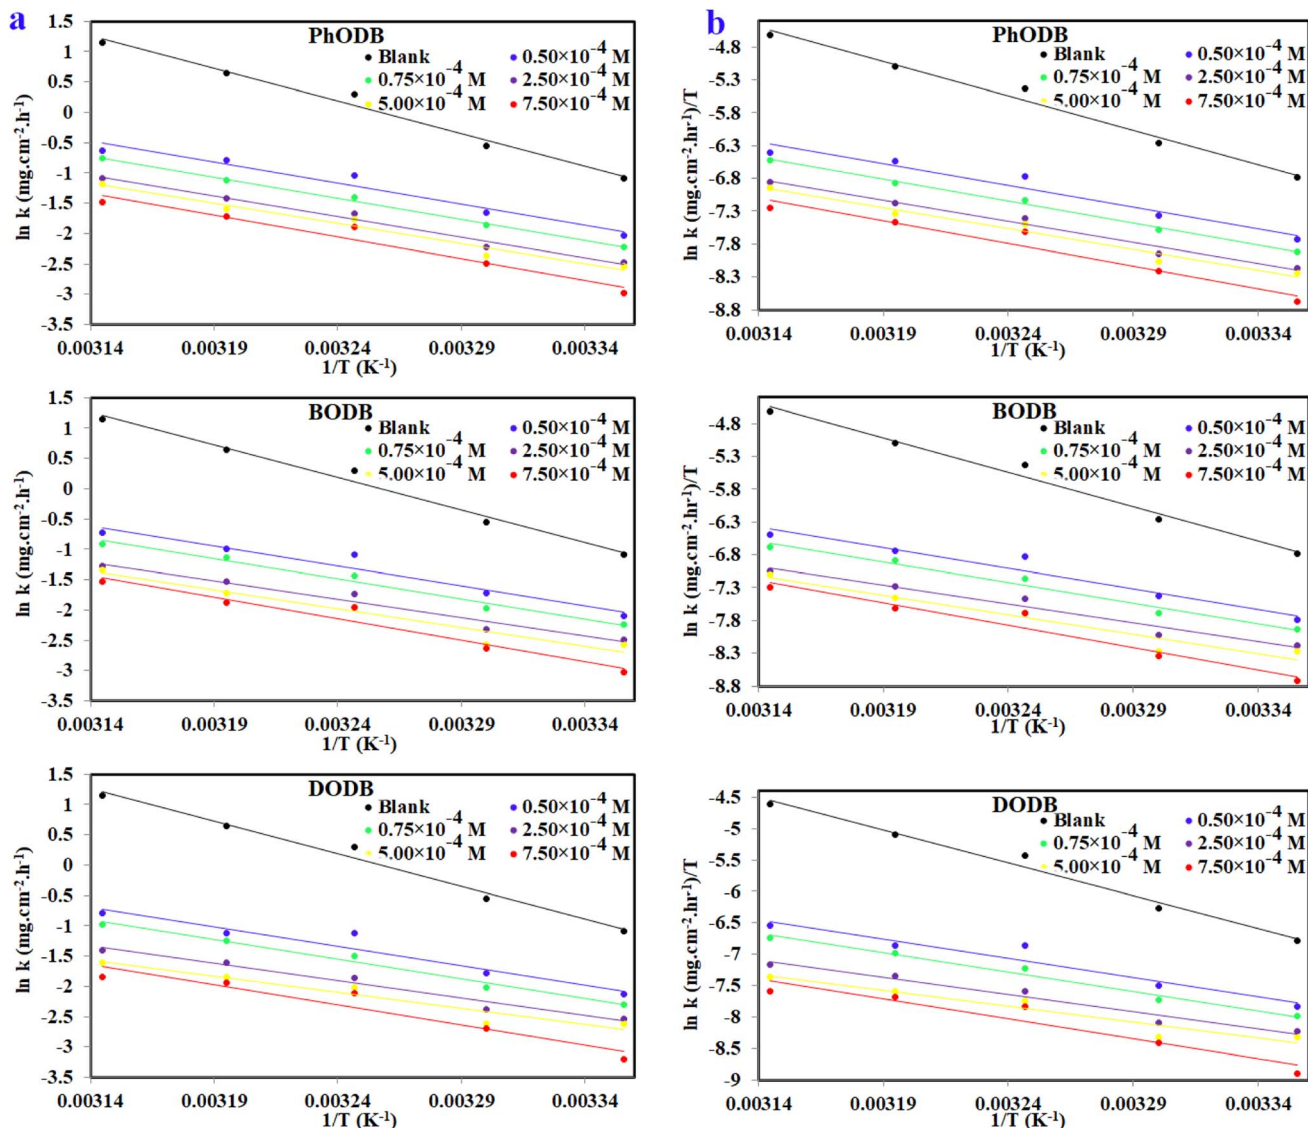 a
PhODB
Blank
0.50×10⁻⁴ M
0.75×10⁻⁴ M
2.50×10⁻⁴ M
5.00×10⁻⁴ M
7.50×10⁻⁴ M
ln k (mg.cm⁻².h⁻¹)
1.5
1
0.5
0
-0.5
-1
-1.5
-2
-2.5
-3
-3.5
0.00314 0.00319 0.00324 0.00329 0.00334
1/T (K⁻¹)
b
PhODB
Blank
0.50×10⁻⁴ M
0.75×10⁻⁴ M
2.50×10⁻⁴ M
5.00×10⁻⁴ M
7.50×10⁻⁴ M
ln k (mg.cm⁻².hr⁻¹)/T
-4.8
-5.3
-5.8
-6.3
-6.8
-7.3
-7.8
-8.3
-8.8
0.00314 0.00319 0.00324 0.00329 0.00334
1/T (K⁻¹)
BODB
Blank
0.50×10⁻⁴ M
0.75×10⁻⁴ M
2.50×10⁻⁴ M
5.00×10⁻⁴ M
7.50×10⁻⁴ M
ln k (mg.cm⁻².h⁻¹)
1.5
1
0.5
0
-0.5
-1
-1.5
-2
-2.5
-3
-3.5
0.00314 0.00319 0.00324 0.00329 0.00334
1/T (K⁻¹)
BODB
Blank
0.50×10⁻⁴ M
0.75×10⁻⁴ M
2.50×10⁻⁴ M
5.00×10⁻⁴ M
7.50×10⁻⁴ M
ln k (mg.cm⁻².hr⁻¹)/T
-4.8
-5.3
-5.8
-6.3
-6.8
-7.3
-7.8
-8.3
-8.8
0.00314 0.00319 0.00324 0.00329 0.00334
1/T (K⁻¹)
DODB
Blank
0.50×10⁻⁴ M
0.75×10⁻⁴ M
2.50×10⁻⁴ M
5.00×10⁻⁴ M
7.50×10⁻⁴ M
ln k (mg.cm⁻².h⁻¹)
1.5
1
0.5
0
-0.5
-1
-1.5
-2
-2.5
-3
-3.5
0.00314 0.00319 0.00324 0.00329 0.00334
1/T (K⁻¹)
DODB
Blank
0.50×10⁻⁴ M
0.75×10⁻⁴ M
2.50×10⁻⁴ M
5.00×10⁻⁴ M
7.50×10⁻⁴ M
ln k (mg.cm⁻².hr⁻¹)/T
-4.5
-5
-5.5
-6
-6.5
-7
-7.5
-8
-8.5
-9
0.00314 0.00319 0.00324 0.00329 0.00334
1/T (K⁻¹)